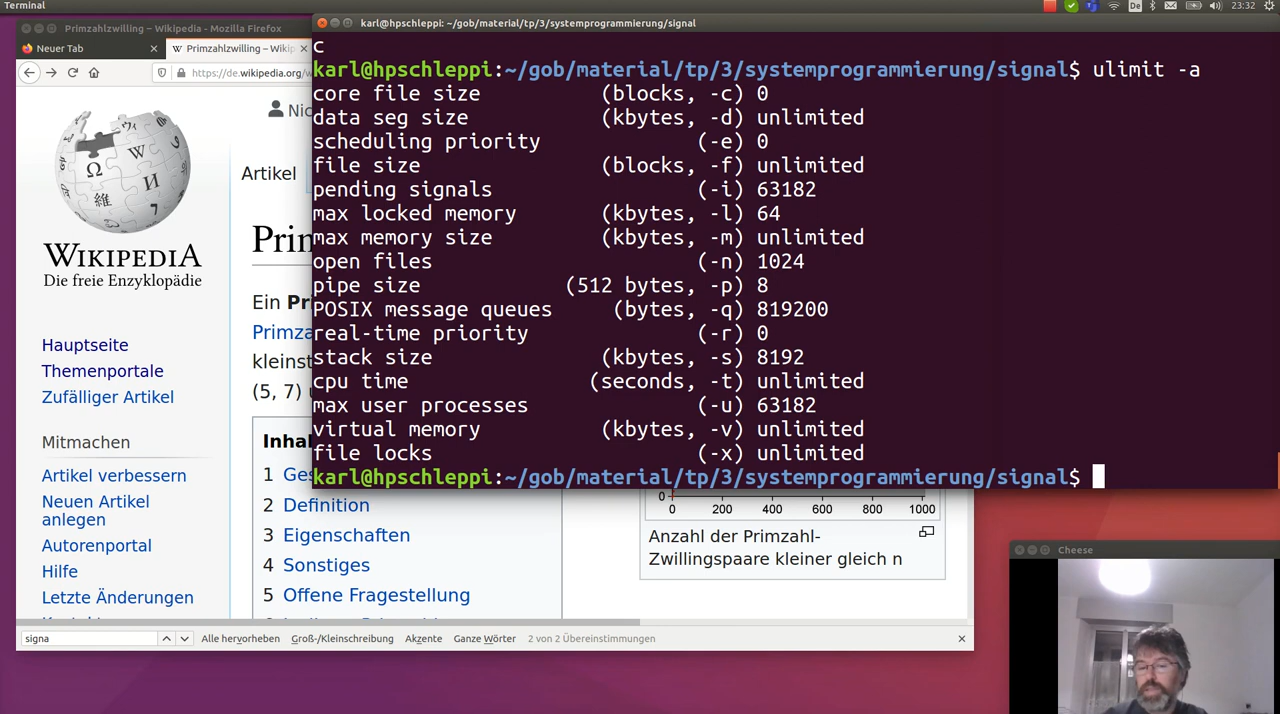 Terminal
De
23:32
Primzahlzwilling – Wikipedia - Mozilla Firefox
Neuer Tab
Primzahlzwilling – Wikip
https://de.wikipedia.org/w
WIKIPEDIA
Die freie Enzyklopädie
Hauptseite
Themenportale
Zufälliger Artikel
Mitmachen
Artikel verbessern
Neuen Artikel
anlegen
Autorenportal
Hilfe
Letzte Änderungen
Nic
Artikel
Prin
Ein Pri
Primza
kleinst
(5, 7) u
Inha
1 Ges
2 Definition
3 Eigenschaften
4 Sonstiges
5 Offene Fragestellung
0
0 200 400 600 800 1000
Anzahl der Primzahl-
Zwillingspaare kleiner gleich n
signa
Alle hervorheben Groß-/Kleinschreibung Akzente Ganze Wörter 2 von 2 Übereinstimmungen
karl@hpschleppi: ~/gob/material/tp/3/systemprogrammierung/signal
c
karl@hpschleppi:~/gob/material/tp/3/systemprogrammierung/signal$ ulimit -a
core file size (blocks, -c) 0
data seg size (kbytes, -d) unlimited
scheduling priority (-e) 0
file size (blocks, -f) unlimited
pending signals (-i) 63182
max locked memory (kbytes, -l) 64
max memory size (kbytes, -m) unlimited
open files (-n) 1024
pipe size (512 bytes, -p) 8
POSIX message queues (bytes, -q) 819200
real-time priority (-r) 0
stack size (kbytes, -s) 8192
cpu time (seconds, -t) unlimited
max user processes (-u) 63182
virtual memory (kbytes, -v) unlimited
file locks (-x) unlimited
karl@hpschleppi:~/gob/material/tp/3/systemprogrammierung/signal$
Cheese